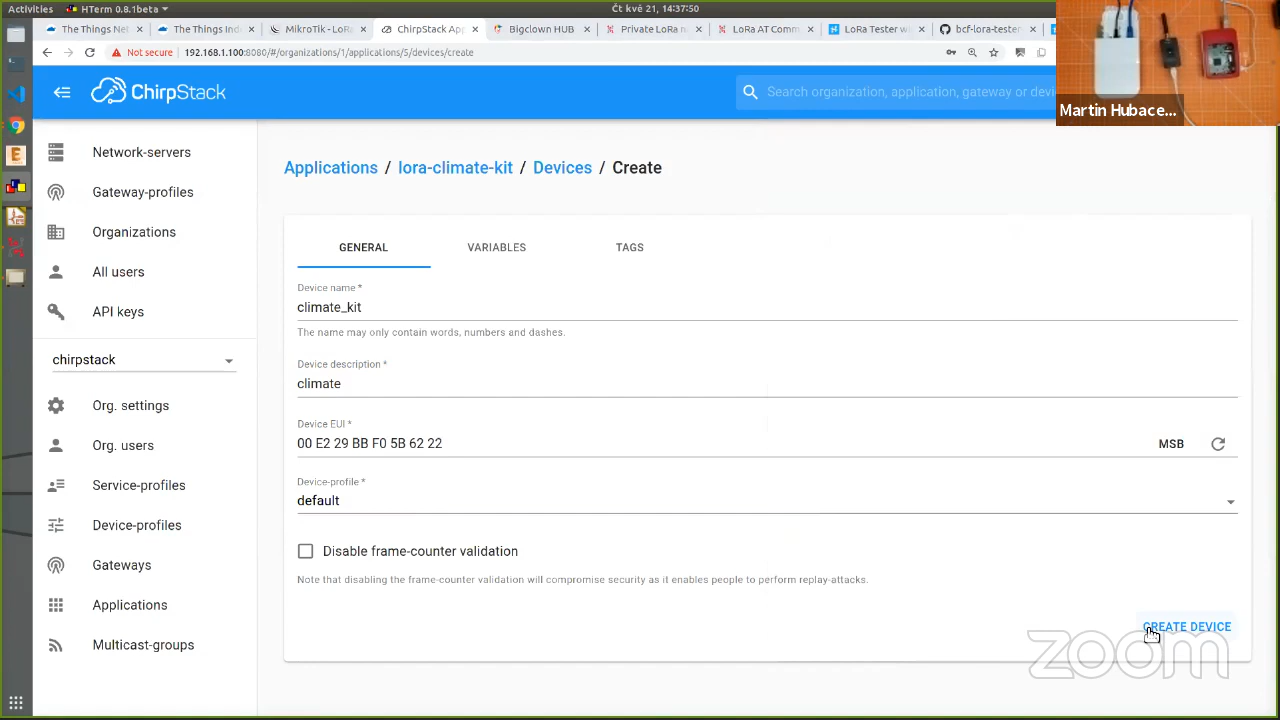 Activities HTerm 0.8.1beta Čt kvě 21, 14:37:50
The Things Ne The Things Ind MikroTik - LoRa ChirpStack App Bigclown HUB Private LoRa n LoRa AT Comm LoRa Tester w bcf-lora-tester
Not secure 192.168.1.100:8080/#/organizations/1/applications/5/devices/create
ChirpStack
Search organization, application, gateway or devi
Martin Hubace...
Network-servers
Gateway-profiles
Organizations
All users
API keys
chirpstack
Org. settings
Org. users
Service-profiles
Device-profiles
Gateways
Applications
Multicast-groups
Applications / lora-climate-kit / Devices / Create
GENERAL VARIABLES TAGS
Device name *
climate_kit
The name may only contain words, numbers and dashes.
Device description *
climate
Device EUI *
00 E2 29 BB F0 5B 62 22 MSB
Device-profile *
default
Disable frame-counter validation
Note that disabling the frame-counter validation will compromise security as it enables people to perform replay-attacks.
CREATE DEVICE
zoom